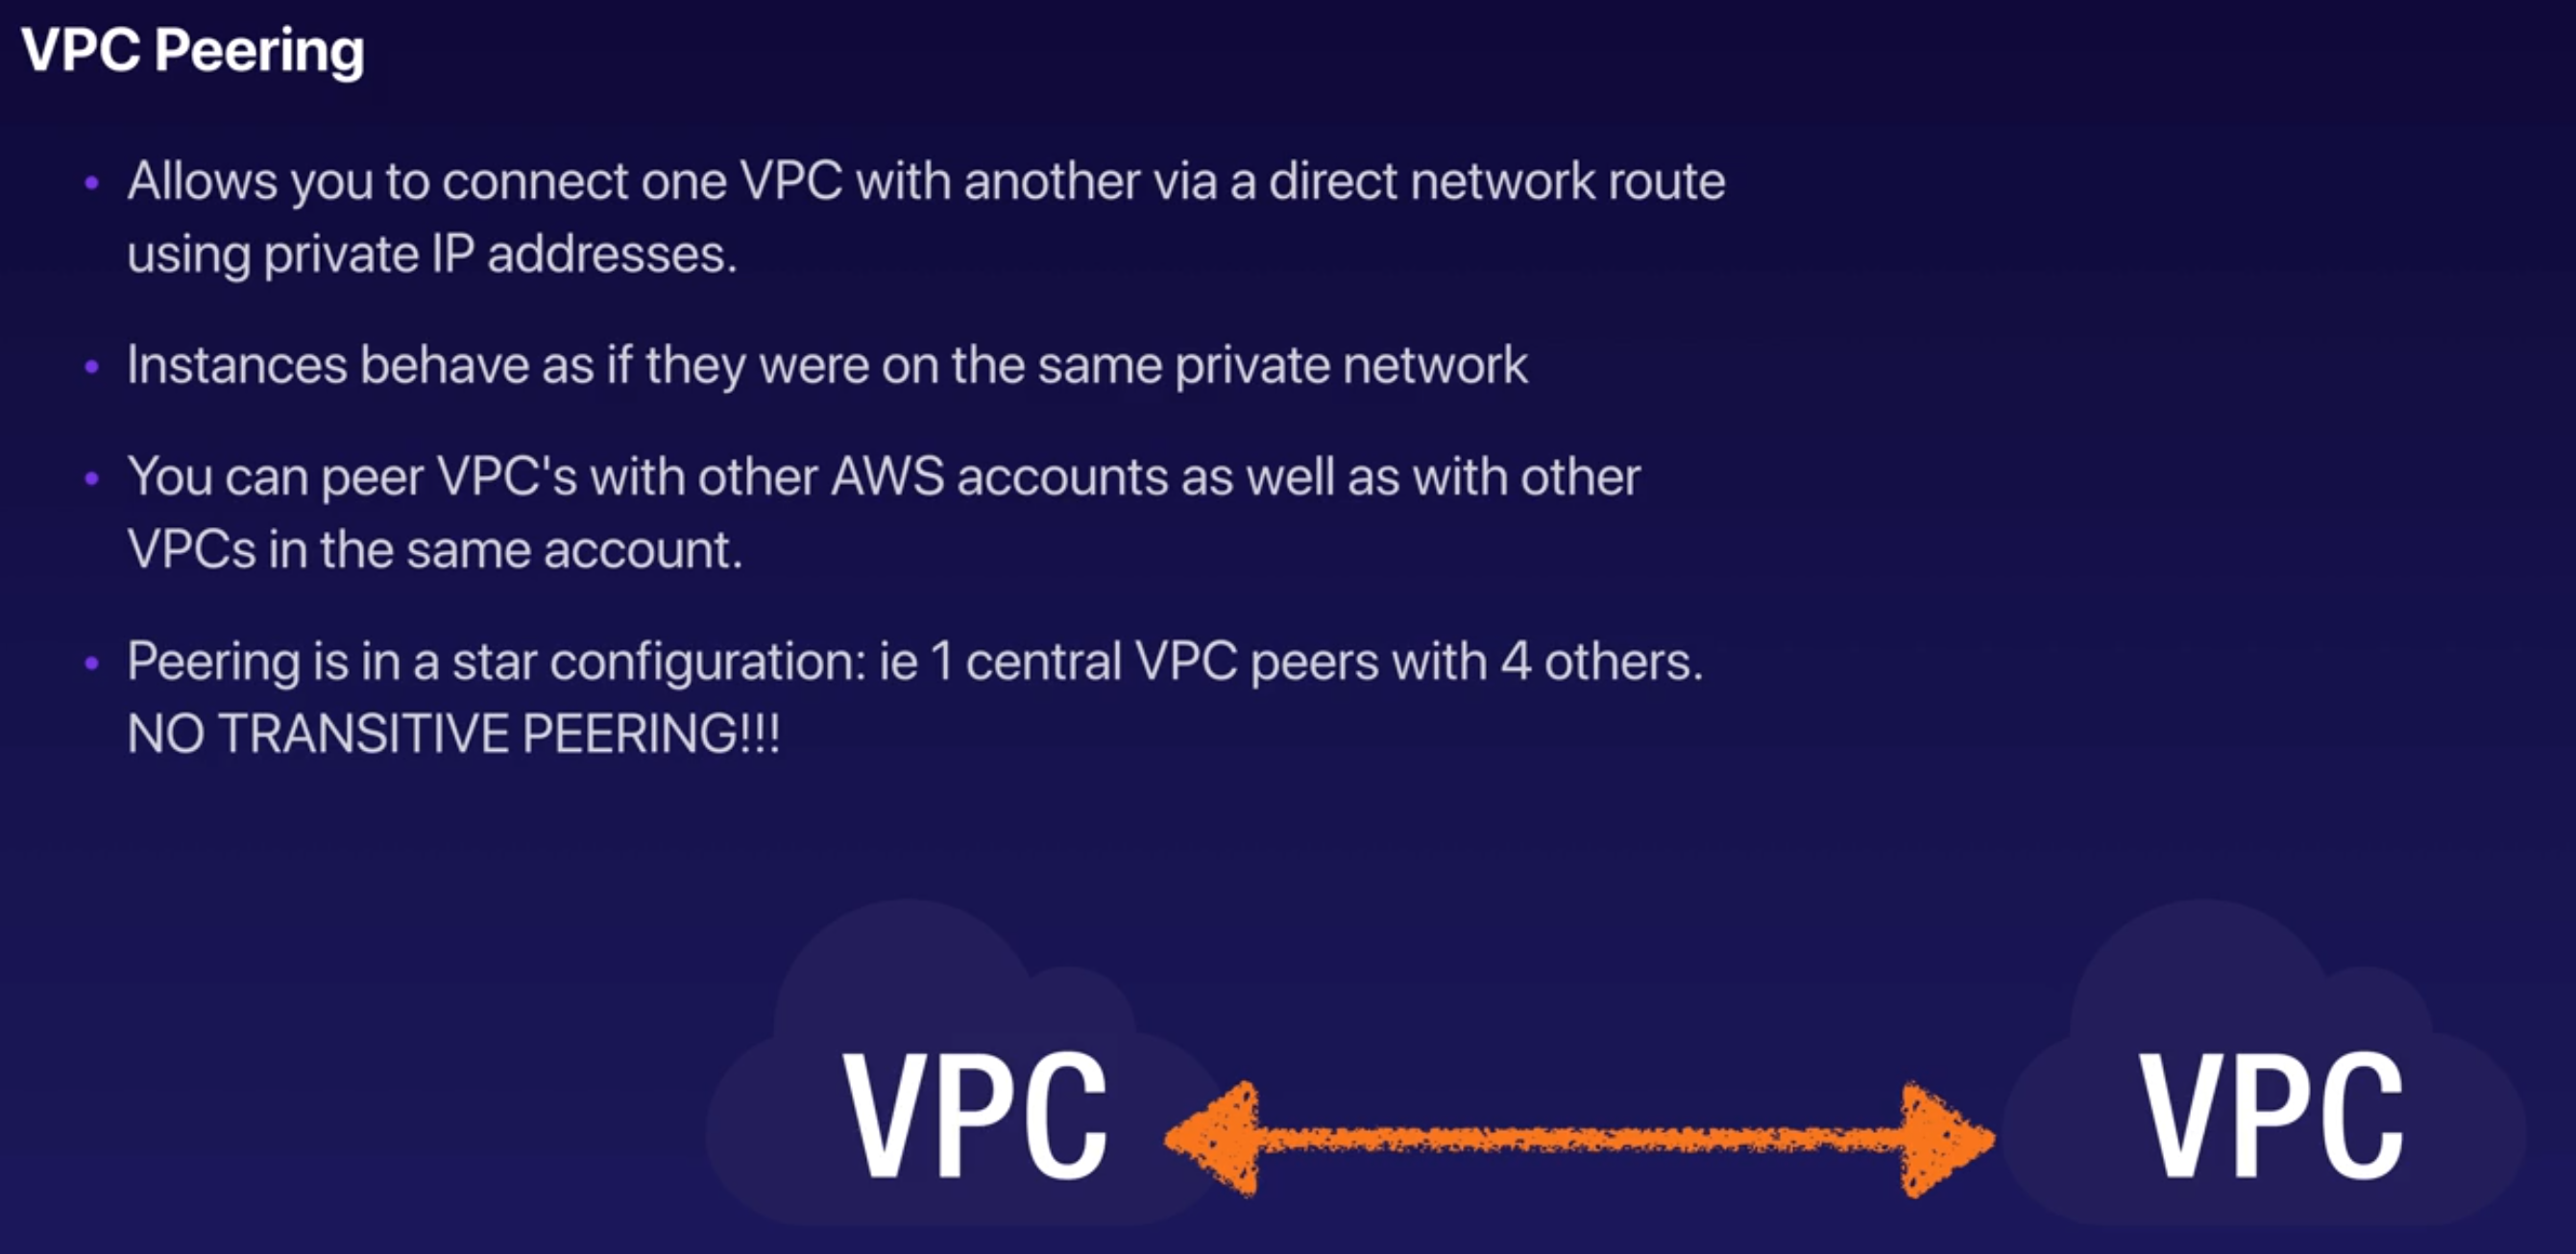 VPC Peering
• Allows you to connect one VPC with another via a direct network route
using private IP addresses.
• Instances behave as if they were on the same private network
• You can peer VPC's with other AWS accounts as well as with other
VPCs in the same account.
• Peering is in a star configuration: ie 1 central VPC peers with 4 others.
NO TRANSITIVE PEERING!!!
VPC
VPC